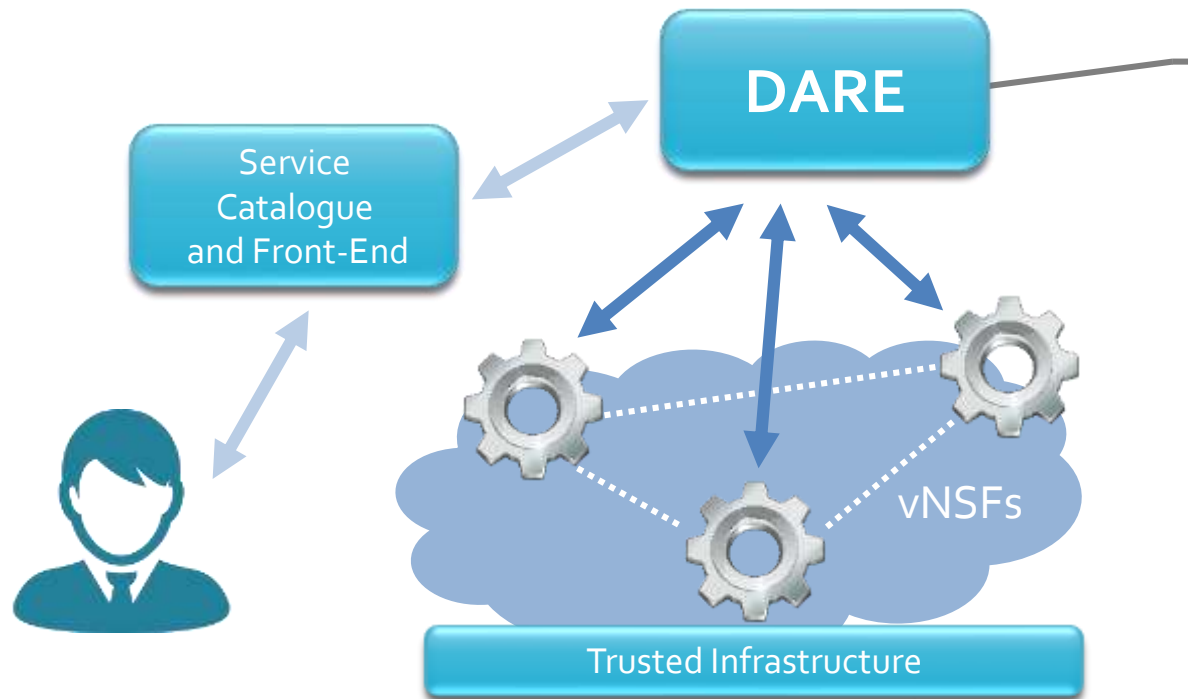 DARE
Service
Catalogue
and Front-End
vNSFs
Trusted Infrastructure